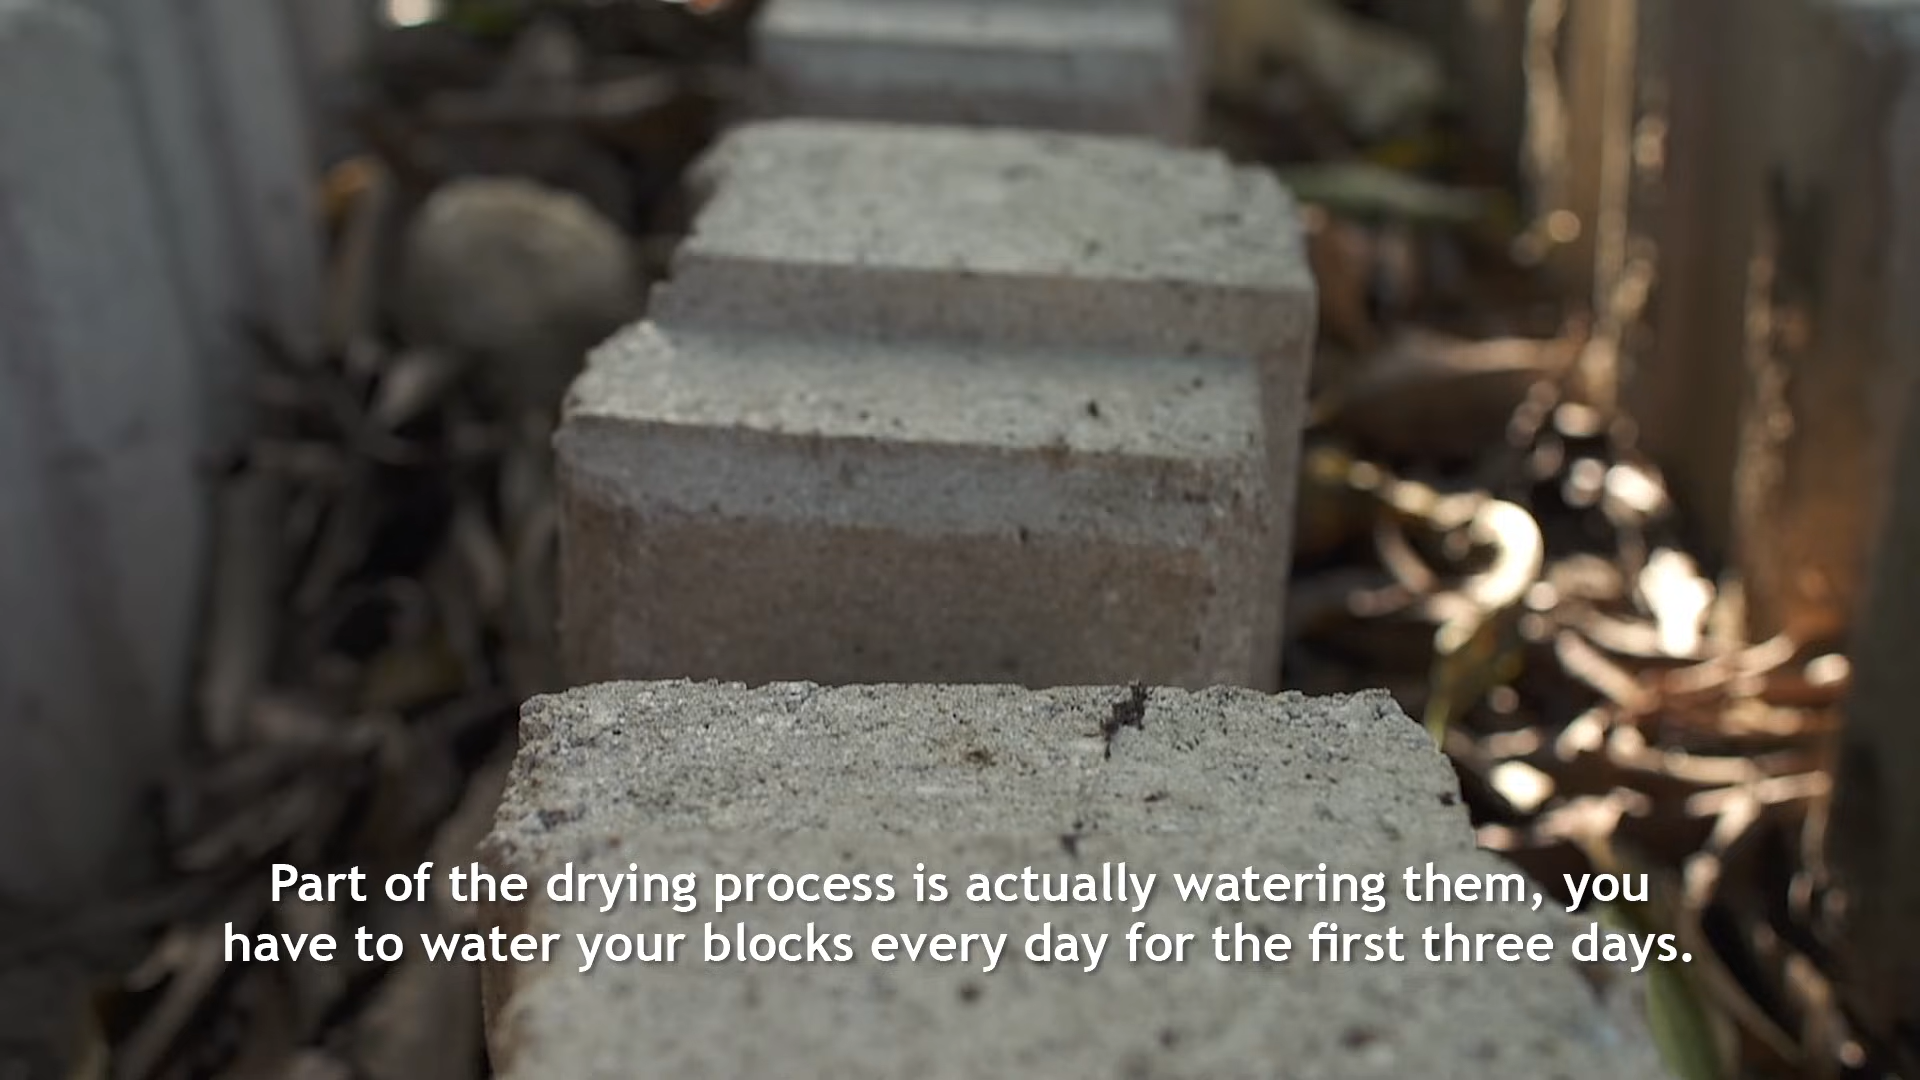 Part of the drying process is actually watering them, you
have to water your blocks every day for the first three days.